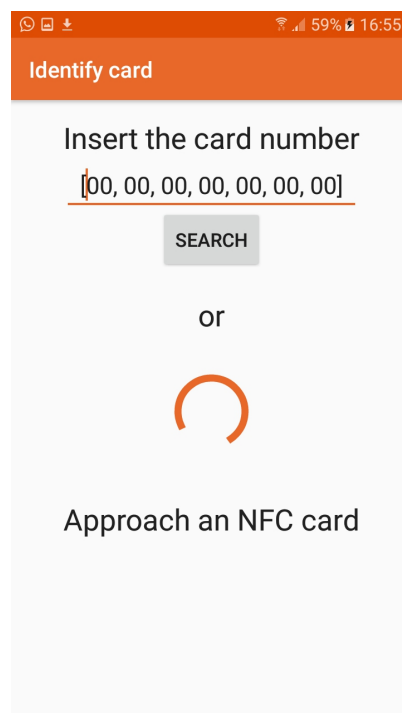 59% 16:55
Identify card
Insert the card number
[00, 00, 00, 00, 00, 00, 00]
SEARCH
or
Approach an NFC card